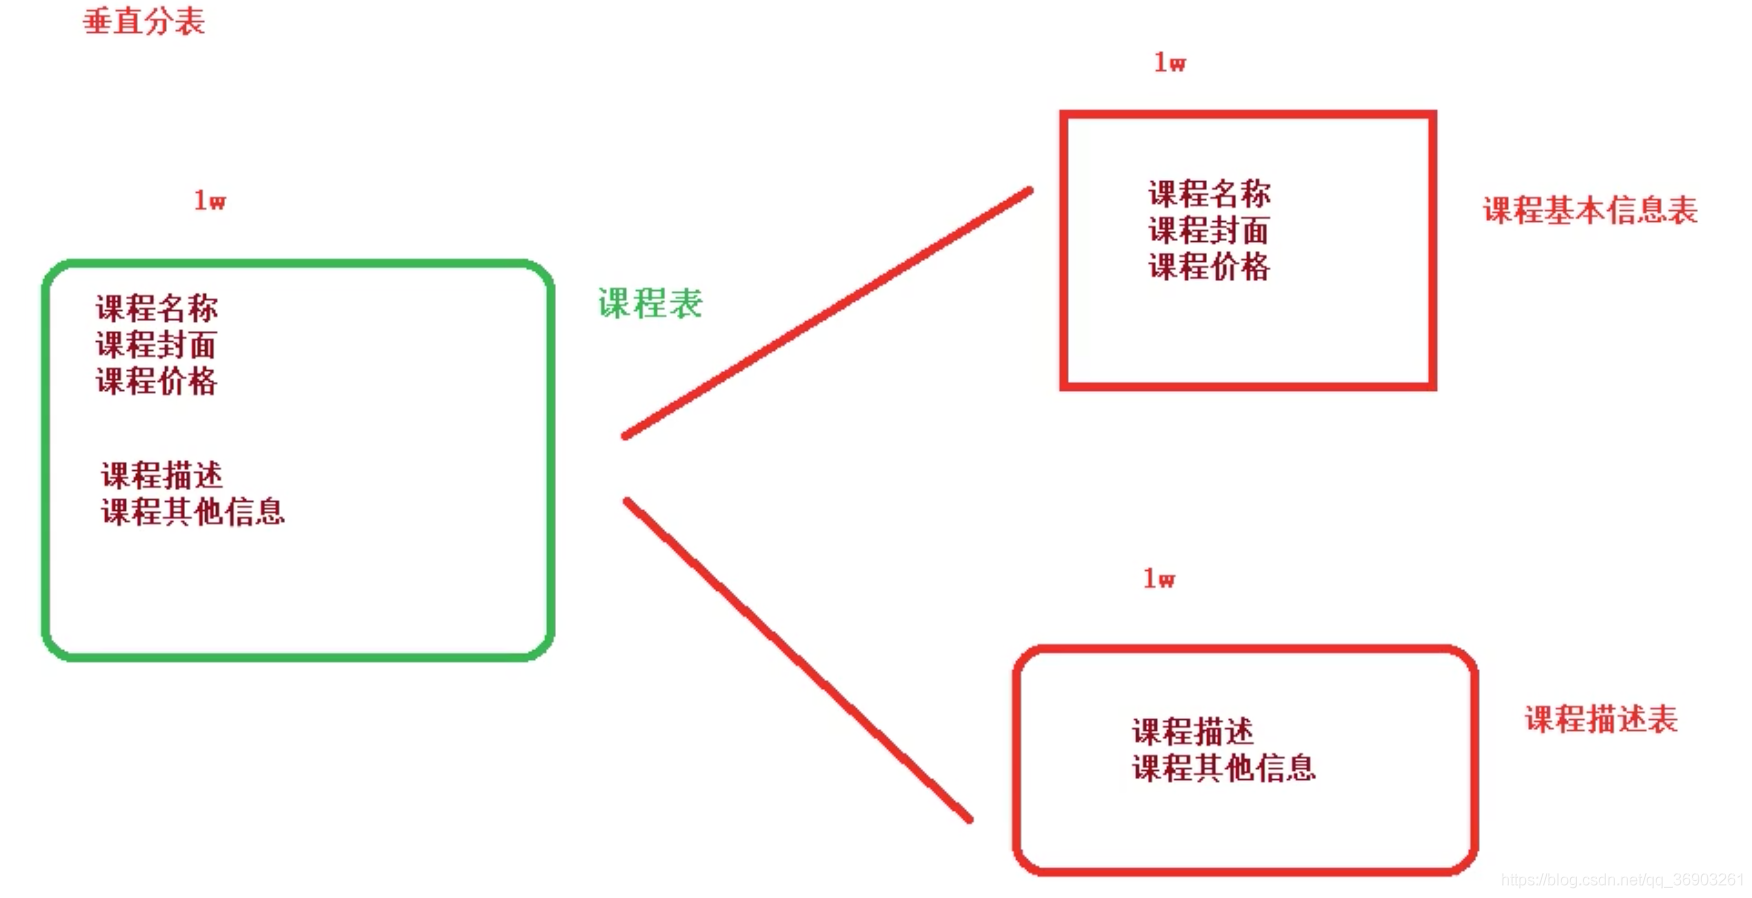 垂直分表
1w
课程名称
课程封面
课程价格
课程描述
课程其他信息
课程表
1w
课程名称
课程封面
课程价格
课程基本信息表
1w
课程描述
课程其他信息
课程描述表
https://blog.csdn.net/qq_36903261